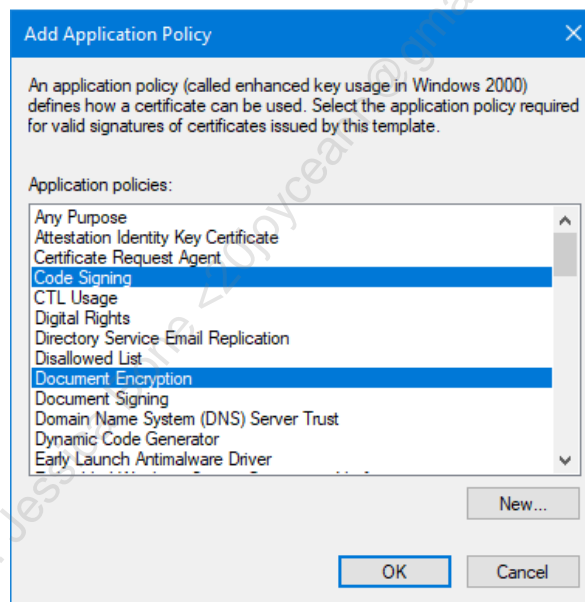 Add Application Policy
An application policy (called enhanced key usage in Windows 2000)
defines how a certificate can be used. Select the application policy required
for valid signatures of certificates issued by this template.
Application policies:
Any Purpose
Attestation Identity Key Certificate
Certificate Request Agent
Code Signing
CTL Usage
Digital Rights
Directory Service Email Replication
Disallowed List
Document Encryption
Document Signing
Domain Name System (DNS) Server Trust
Dynamic Code Generator
Early Launch Antimalware Driver
New...
OK
Cancel